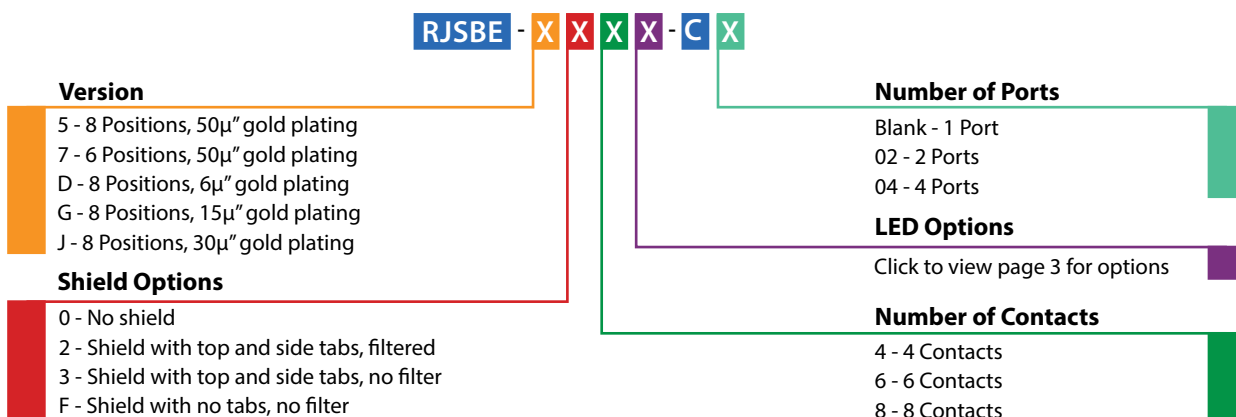 RJSBE - X X X X - C X
Version
5 - 8 Positions, 50µ” gold plating
7 - 6 Positions, 50µ” gold plating
D - 8 Positions, 6µ” gold plating
G - 8 Positions, 15µ” gold plating
J - 8 Positions, 30µ” gold plating
Shield Options
0 - No shield
2 - Shield with top and side tabs, filtered
3 - Shield with top and side tabs, no filter
F - Shield with no tabs, no filter
Number of Ports
Blank - 1 Port
02 - 2 Ports
04 - 4 Ports
LED Options
Click to view page 3 for options
Number of Contacts
4 - 4 Contacts
6 - 6 Contacts
8 - 8 Contacts